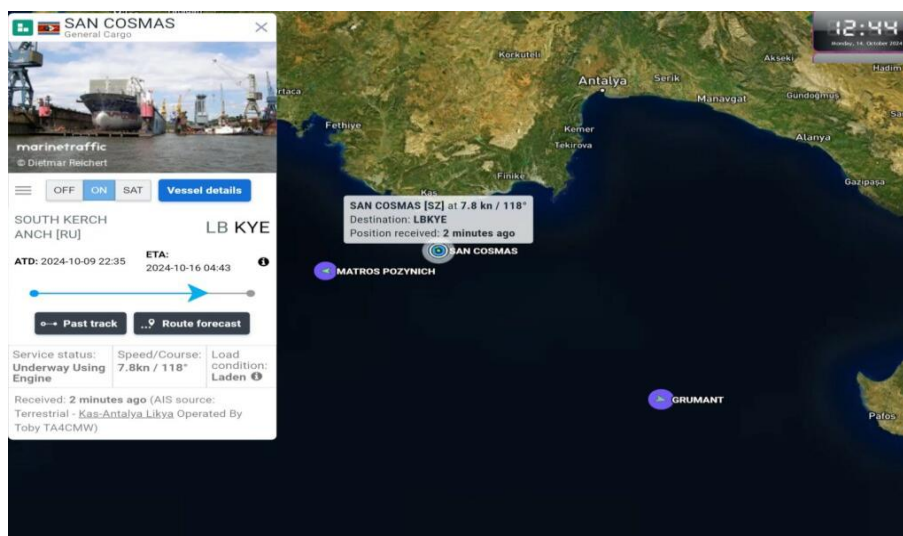 SAN COSMAS
General Cargo
marinetraffic
© Dietmar Reichert
OFF ON SAT Vessel details
SOUTH KERCH
ANCH [RU]
LB KYE
ATD: 2024-10-09 22:35
ETA:
2024-10-16 04:43
Past track
Route forecast
Service status:
Underway Using
Engine
Speed/Course:
7.8kn / 118°
Load
condition:
Laden
Received: 2 minutes ago (AIS source:
Terrestrial - Kas-Antalya Likya Operated By
Toby TA4CMW)
12:44
Monday, 14. October 2024
Korkuteli
Akseki
Hadim
Antalya
Serik
Manavgat
Gundoğmuş
Fethiye
Kemer
Tekirova
Alanya
Finike
Gazipaşa
Kas
SAN COSMAS [SZ] at 7.8 kn / 118°
Destination: LBKYE
Position received: 2 minutes ago
SAN COSMAS
MATROS POZYNICH
GRUMANT
Pafos